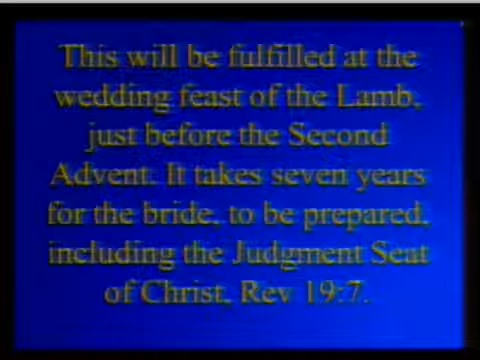 This will be fulfilled at the
wedding feast of the Lamb,
just before the Second
Advent. It takes seven years
for the bride, to be prepared,
including the Judgment Seat
of Christ, Rev 19:7.